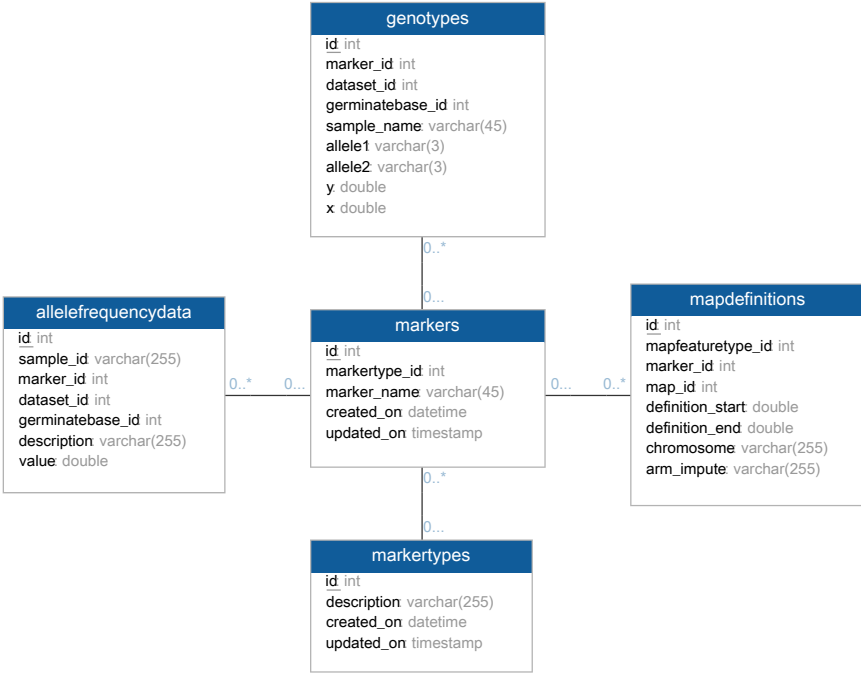 genotypes
id: int
marker_id: int
dataset_id: int
germinatebase_id: int
sample_name: varchar(45)
allele1: varchar(3)
allele2: varchar(3)
y: double
x: double
0..*
0...
allelefrequencydata
id: int
sample_id: varchar(255)
marker_id: int
dataset_id: int
germinatebase_id: int
description: varchar(255)
value: double
0..*
0...
markers
id: int
markertype_id: int
marker_name: varchar(45)
created_on: datetime
updated_on: timestamp
0...
0..*
mapdefinitions
id: int
mapfeaturetype_id: int
marker_id: int
map_id: int
definition_start: double
definition_end: double
chromosome: varchar(255)
arm_impute: varchar(255)
0..*
0...
markertypes
id: int
description: varchar(255)
created_on: datetime
updated_on: timestamp